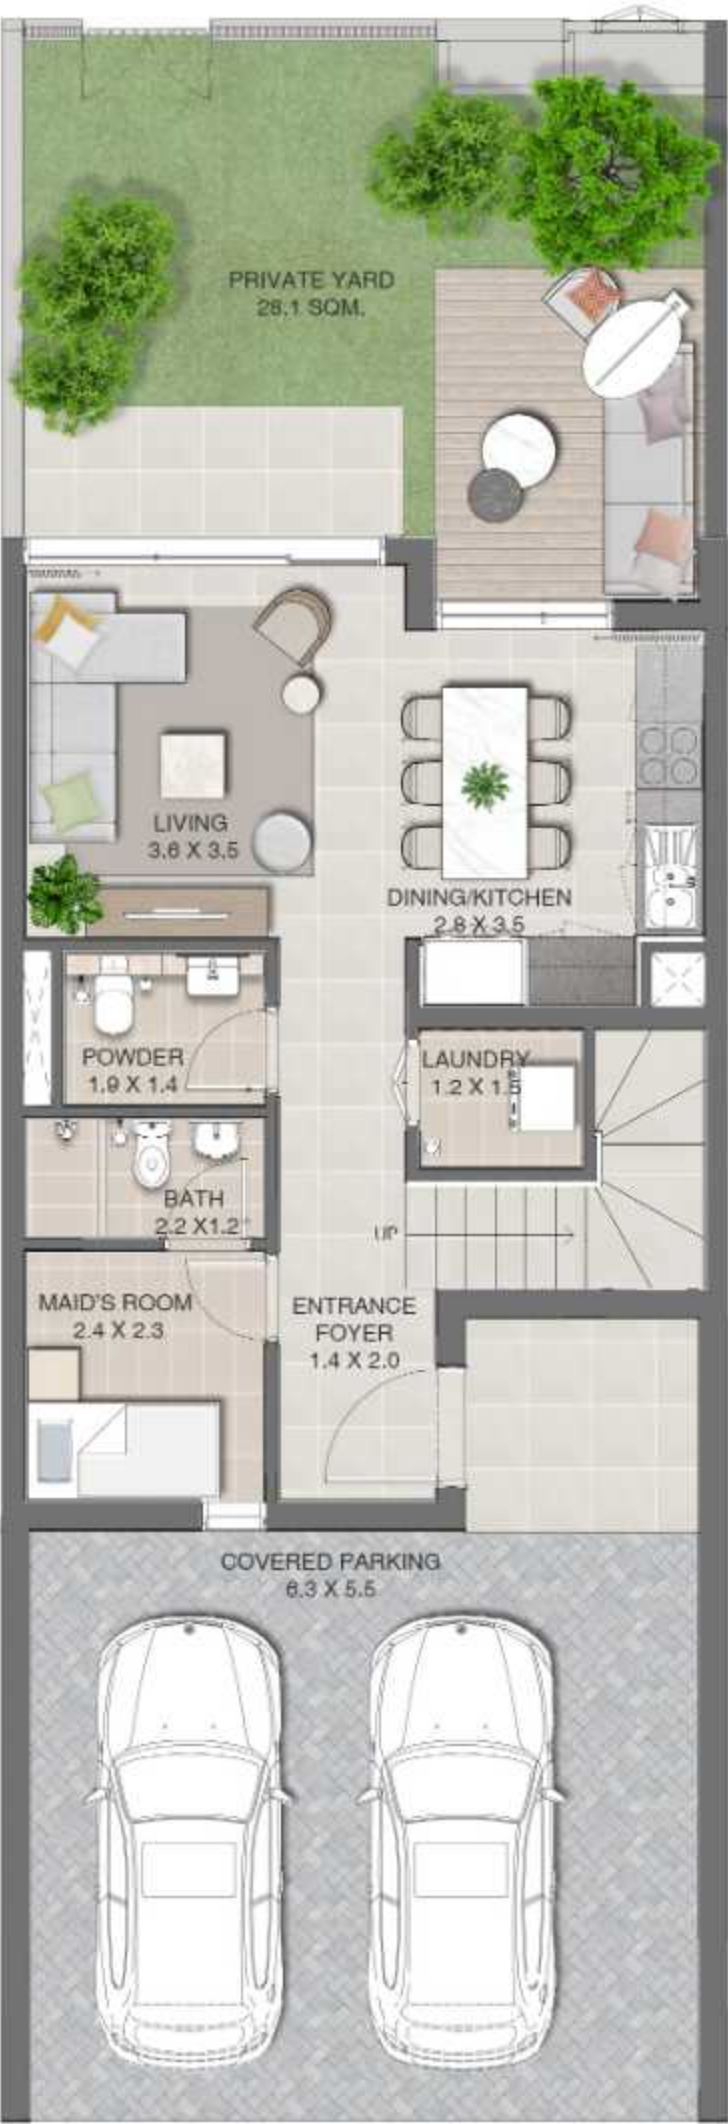 PRIVATE YARD
28.1 SQM.
LIVING
3.6 X 3.5
DINING/KITCHEN
2.8 X 3.5
POWDER
1.9 X 1.4
LAUNDRY
1.2 X 1.5
BATH
2.2 X1.2
UP
MAID'S ROOM
2.4 X 2.3
ENTRANCE
FOYER
1.4 X 2.0
COVERED PARKING
6.3 X 5.5